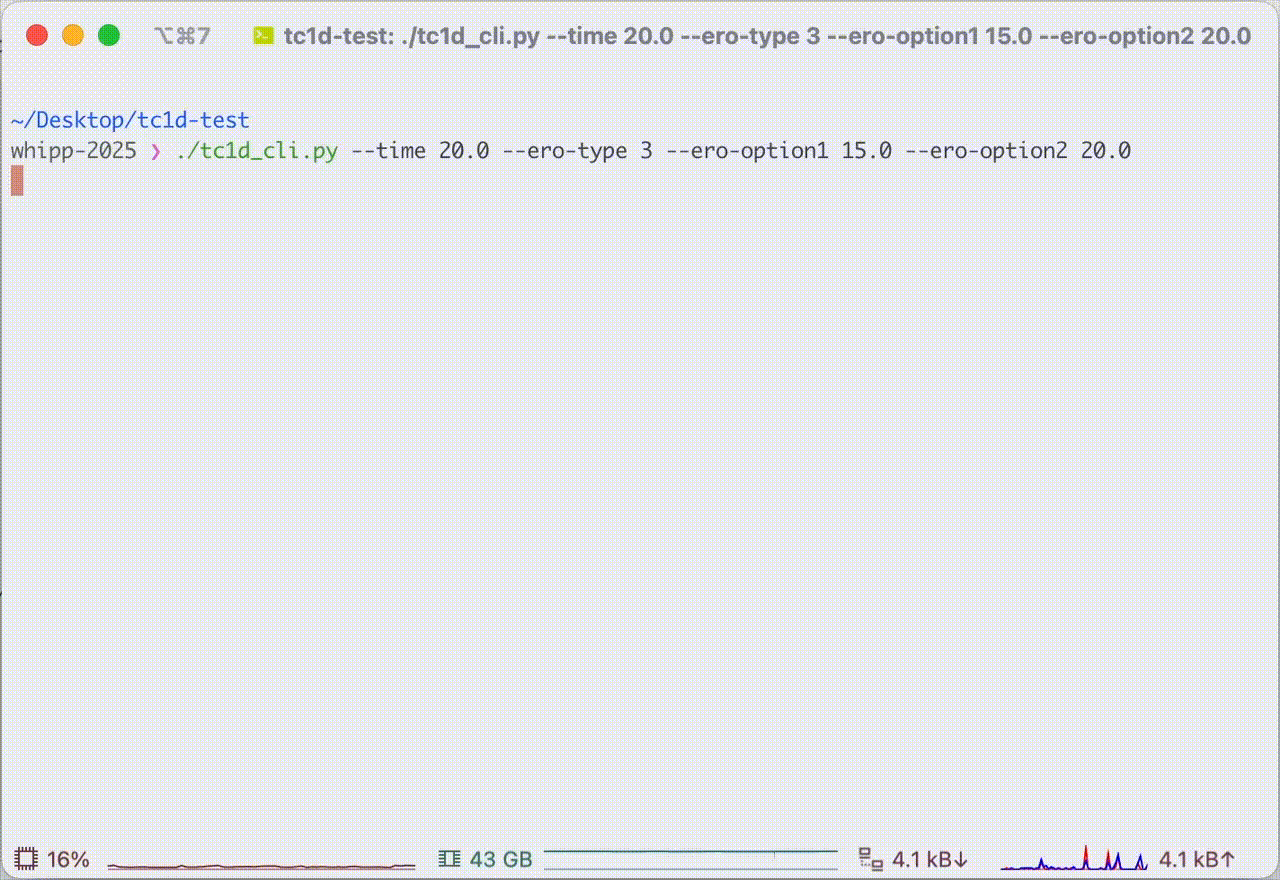 ⌥⌘7 tc1d-test: ./tc1d_cli.py --time 20.0 --ero-type 3 --ero-option1 15.0 --ero-option2 20.0
~/Desktop/tc1d-test
whipp-2025 ❯ ./tc1d_cli.py --time 20.0 --ero-type 3 --ero-option1 15.0 --ero-option2 20.0
16% 43 GB 4.1 kB↓ 4.1 kB↑